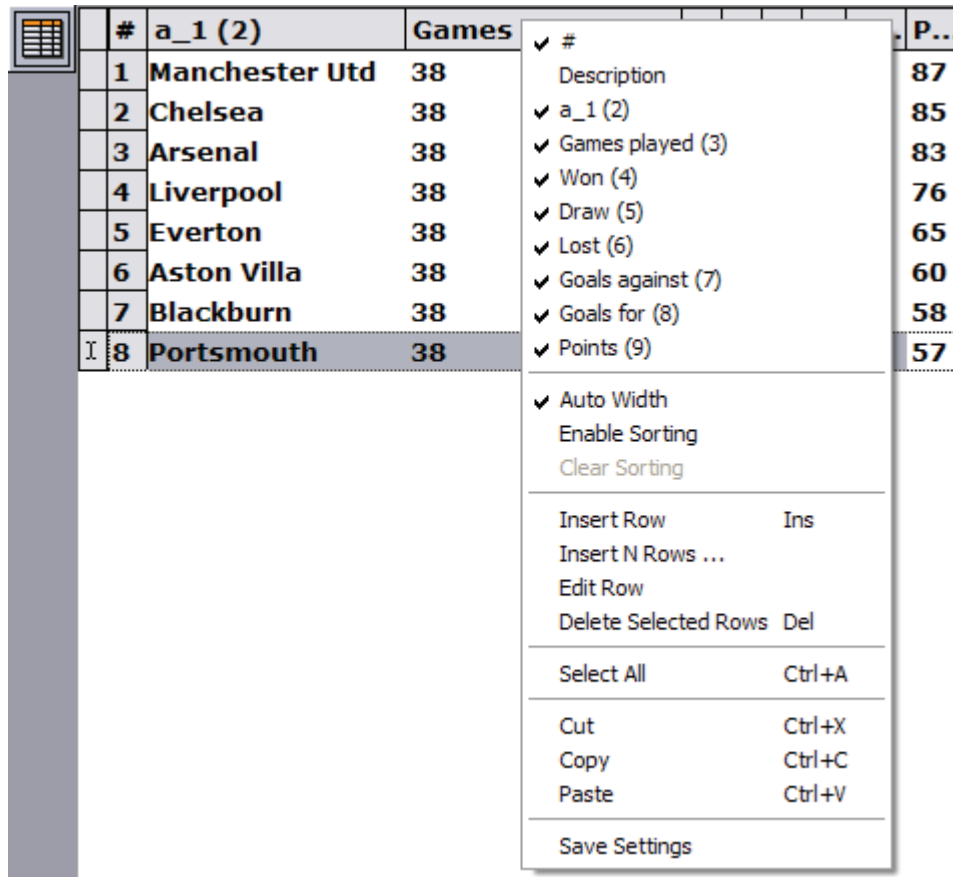 # a_1 (2) Games . P...
1 Manchester Utd 38 87
2 Chelsea 38 85
3 Arsenal 38 83
4 Liverpool 38 76
5 Everton 38 65
6 Aston Villa 38 60
7 Blackburn 38 58
8 Portsmouth 38 57
#
Description
a_1 (2)
Games played (3)
Won (4)
Draw (5)
Lost (6)
Goals against (7)
Goals for (8)
Points (9)
Auto Width
Enable Sorting
Clear Sorting
Insert Row Ins
Insert N Rows ...
Edit Row
Delete Selected Rows Del
Select All Ctrl+A
Cut Ctrl+X
Copy Ctrl+C
Paste Ctrl+V
Save Settings